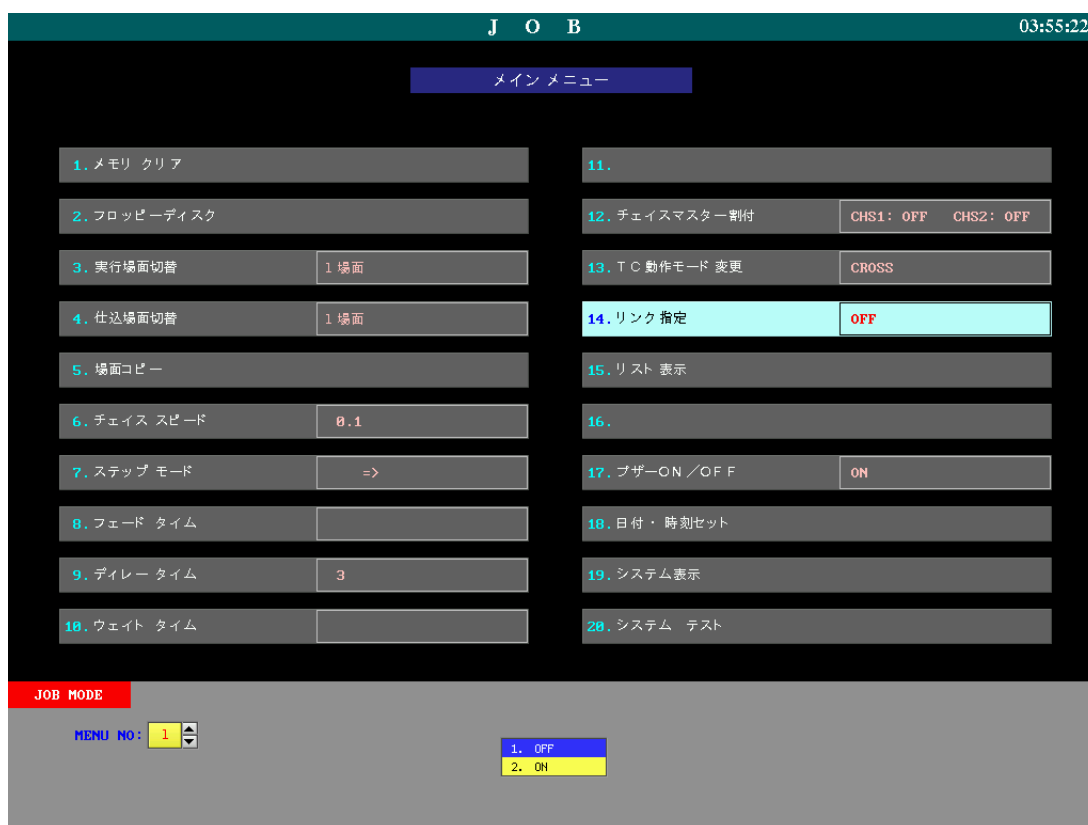 J O B 03:55:22
メイン メニュー
1. メモリ クリア
2. フロッピーディスク
3. 実行場面切替 1 場面
4. 仕込場面切替 1 場面
5. 場面コピー
6. チェイス スピード 0.1
7. ステップ モード =>
8. フェード タイム
9. ディレー タイム 3
10. ウェイト タイム
11.
12. チェイスマスター 割付 CHS1: OFF CHS2: OFF
13. TC 動作モード 変更 CROSS
14. リンク 指定 OFF
15. リスト 表示
16.
17. ブザーON／OFF ON
18. 日付・時刻セット
19. システム表示
20. システム テスト
JOB MODE
MENU NO: 1
1. OFF
2. ON